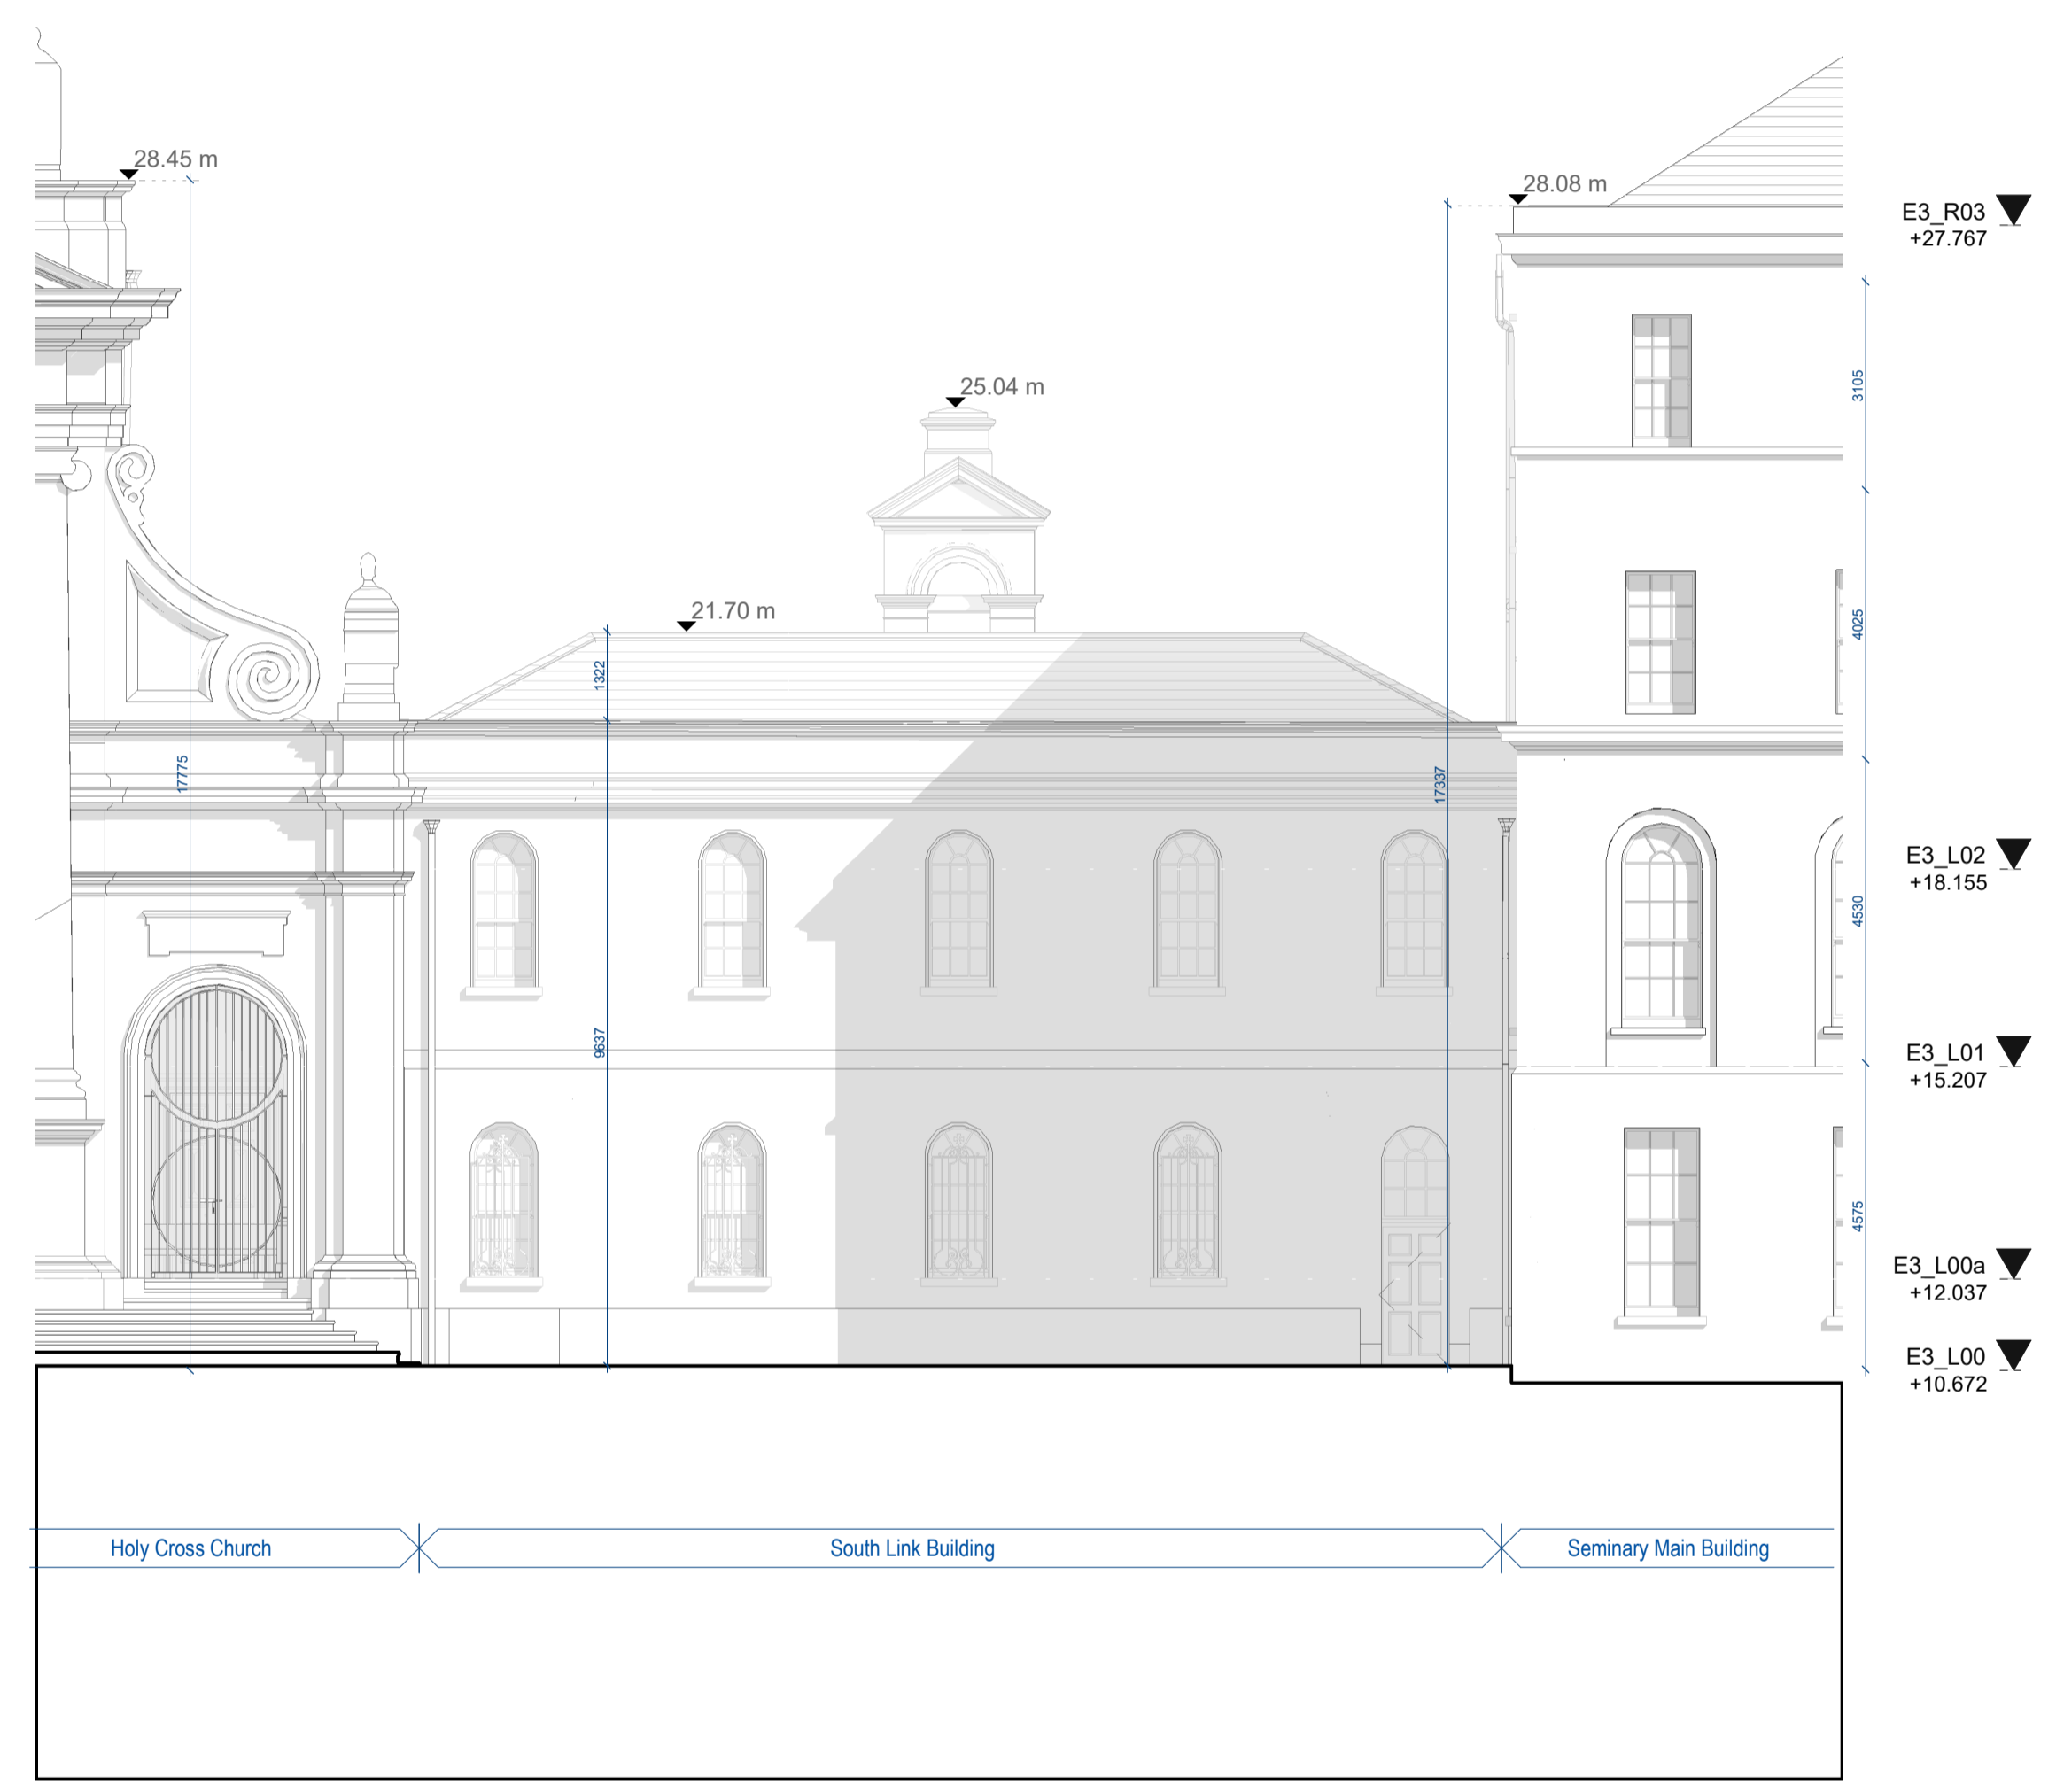 28.45 m
28.08 m
E3_R03
+27.767
25.04 m
3105
21.70 m
1322
4025
17775
17337
E3_L02
+18.155
4530
9637
E3_L01
+15.207
4575
E3_L00a
+12.037
E3_L00
+10.672
Holy Cross Church
South Link Building
Seminary Main Building